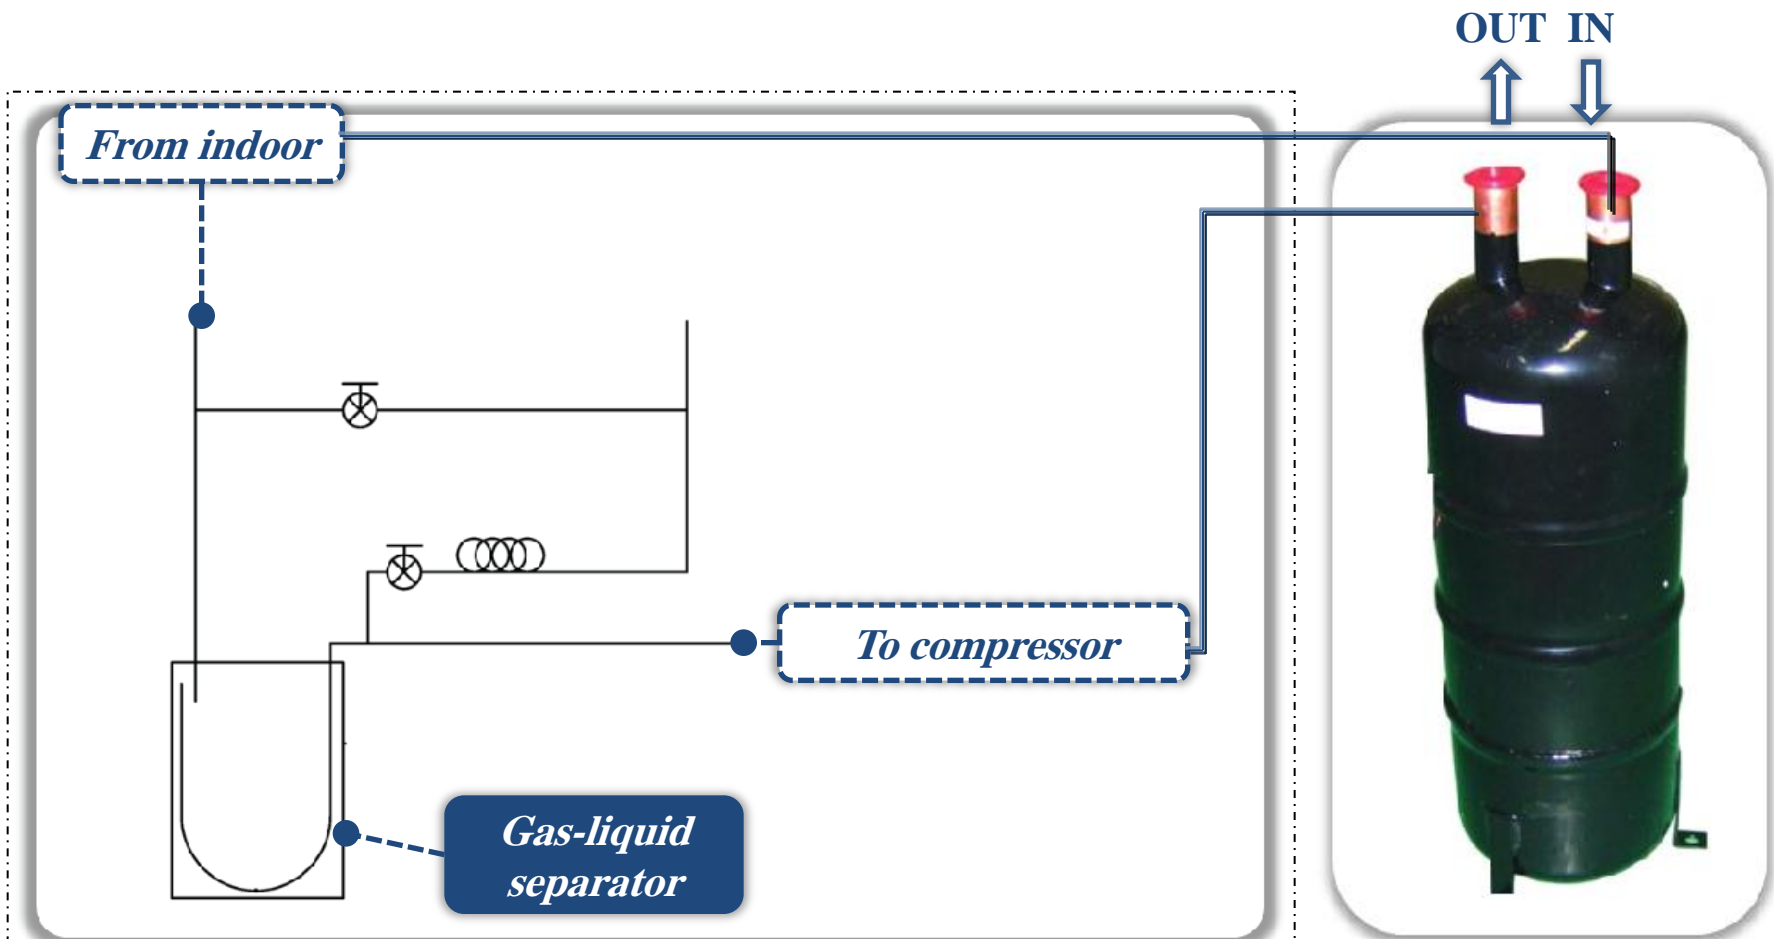 OUT IN
From indoor
To compressor
Gas-liquid
separator